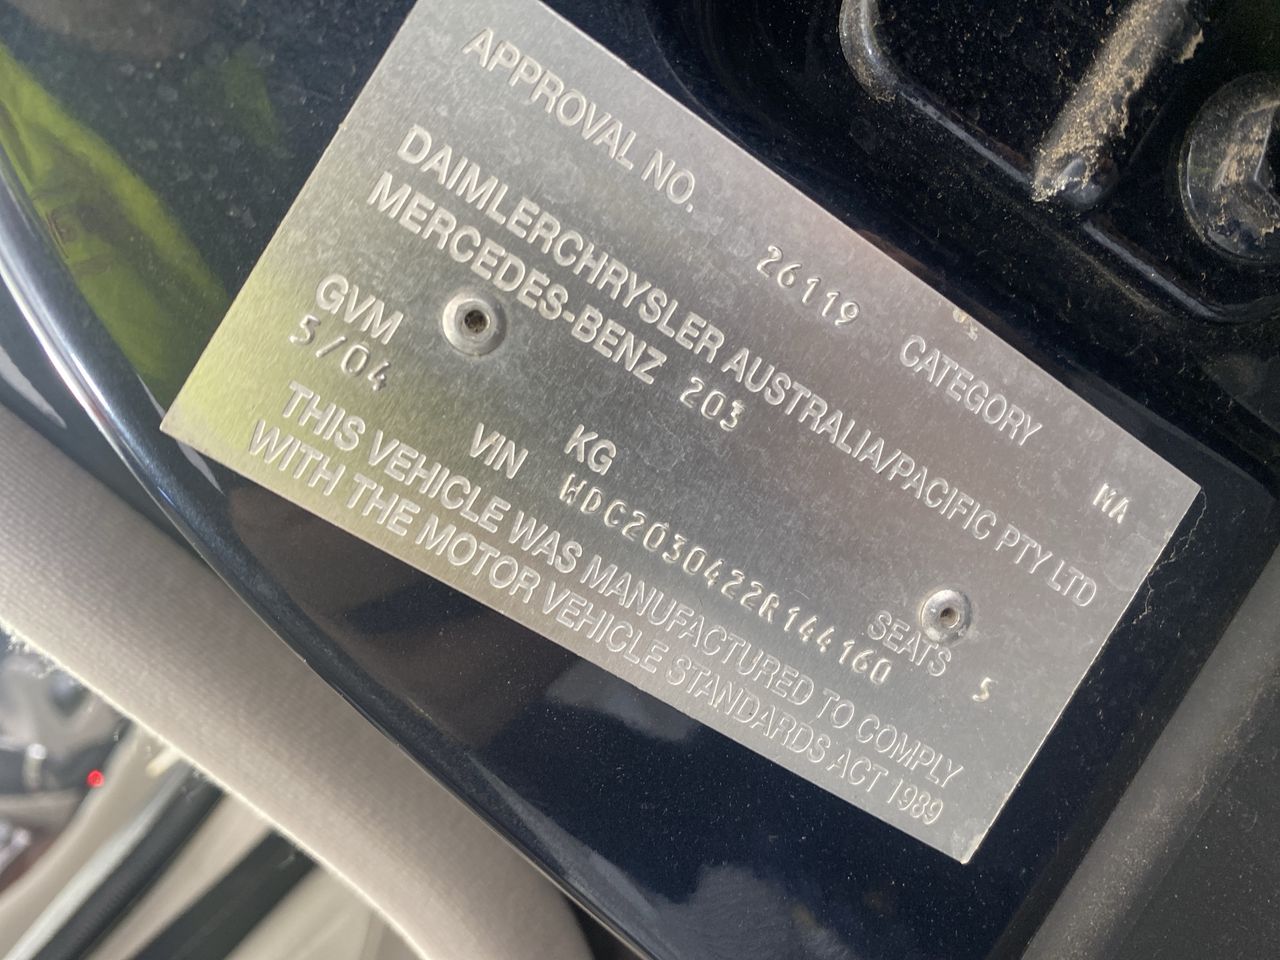 APPROVAL NO. 26119 CATEGORY MA
DAIMLERCHRYSLER AUSTRALIA/PACIFIC PTY LTD
MERCEDES-BENZ 203
GVM KG SEATS 5
5/04 VIN WDC2030422R144160
THIS VEHICLE WAS MANUFACTURED TO COMPLY
WITH THE MOTOR VEHICLE STANDARDS ACT 1989